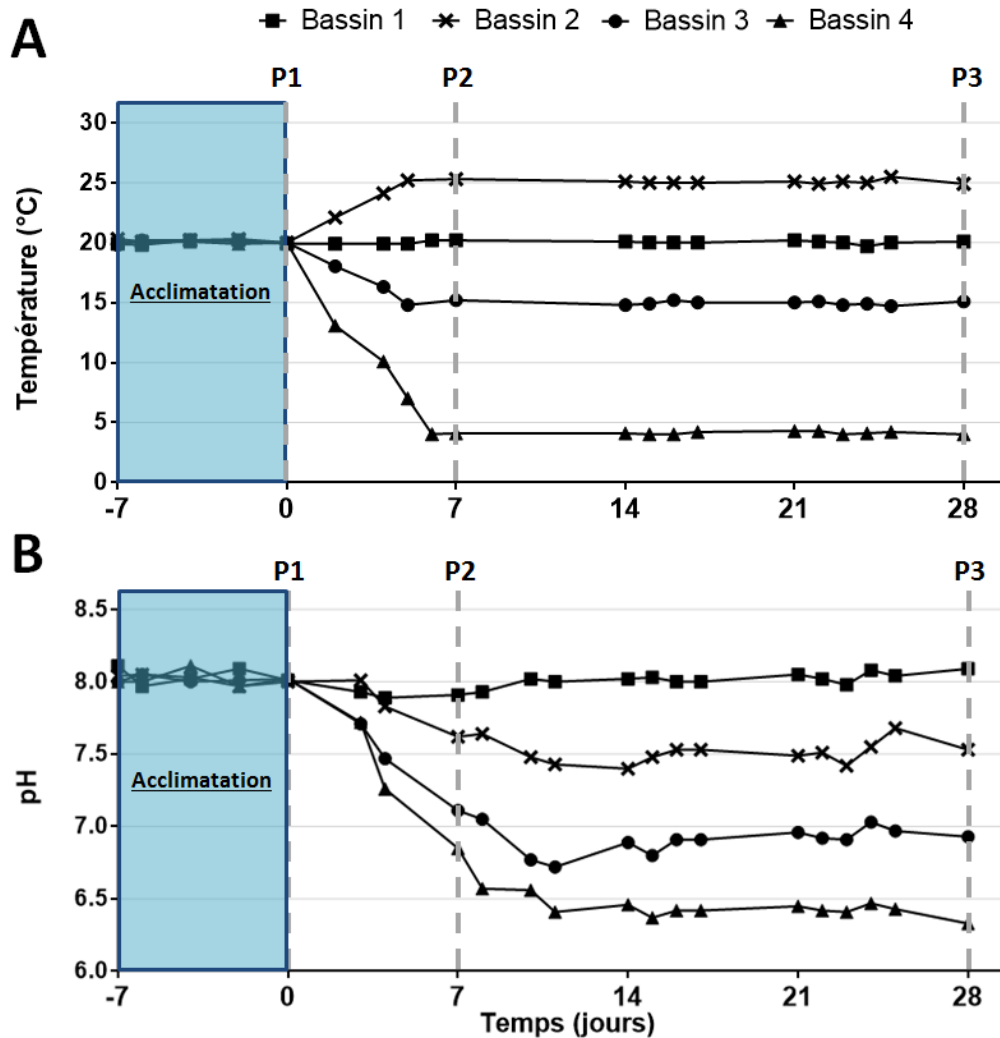 Bassin 1 Bassin 2 Bassin 3 Bassin 4
A
P1 P2 P3
30
25
20
15
10
5
0
Température (°C)
Acclimatation
-7 0 7 14 21 28
B
P1 P2 P3
8.5
8.0
7.5
7.0
6.5
6.0
pH
Acclimatation
-7 0 7 14 21 28
Temps (jours)